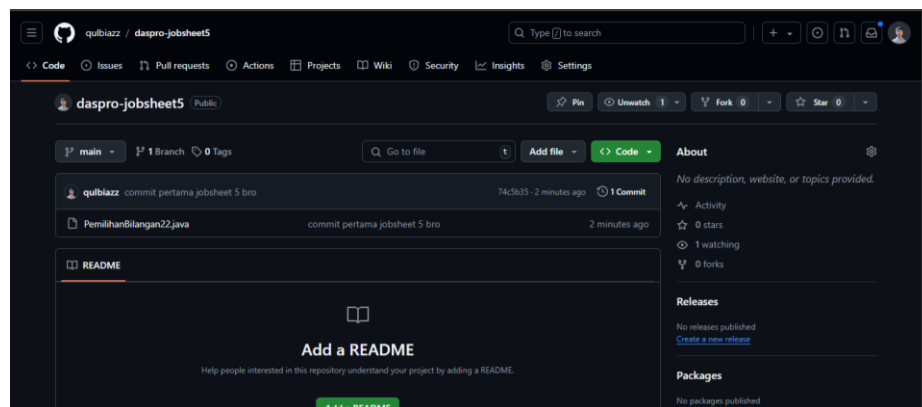 qulbiazz / daspro-jobsheet5
Type / to search
Code Issues Pull requests Actions Projects Wiki Security Insights Settings
daspro-jobsheet5 Public
Pin Unwatch 1 Fork 0 Star 0
main 1 Branch 0 Tags Go to file t Add file Code
qulbiazz commit pertama jobsheet 5 bro 74c5b35 · 2 minutes ago 1 Commit
PemilihanBilangan22.java commit pertama jobsheet 5 bro 2 minutes ago
README
Add a README
Help people interested in this repository understand your project by adding a README.
Add a README
About
No description, website, or topics provided.
Activity
0 stars
1 watching
0 forks
Releases
No releases published
Create a new release
Packages
No packages published